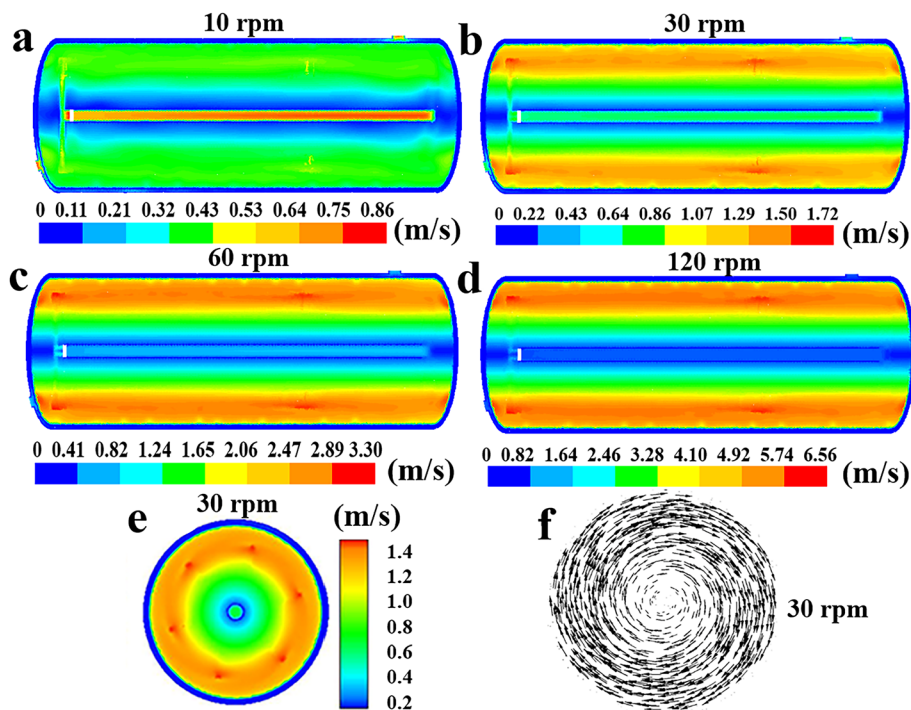 a
10 rpm
b
30 rpm
0 0.11 0.21 0.32 0.43 0.53 0.64 0.75 0.86 (m/s)
0 0.22 0.43 0.64 0.86 1.07 1.29 1.50 1.72 (m/s)
c
60 rpm
d
120 rpm
0 0.41 0.82 1.24 1.65 2.06 2.47 2.89 3.30 (m/s)
0 0.82 1.64 2.46 3.28 4.10 4.92 5.74 6.56 (m/s)
e
30 rpm
(m/s)
1.4
1.2
1.0
0.8
0.6
0.4
0.2
f
30 rpm